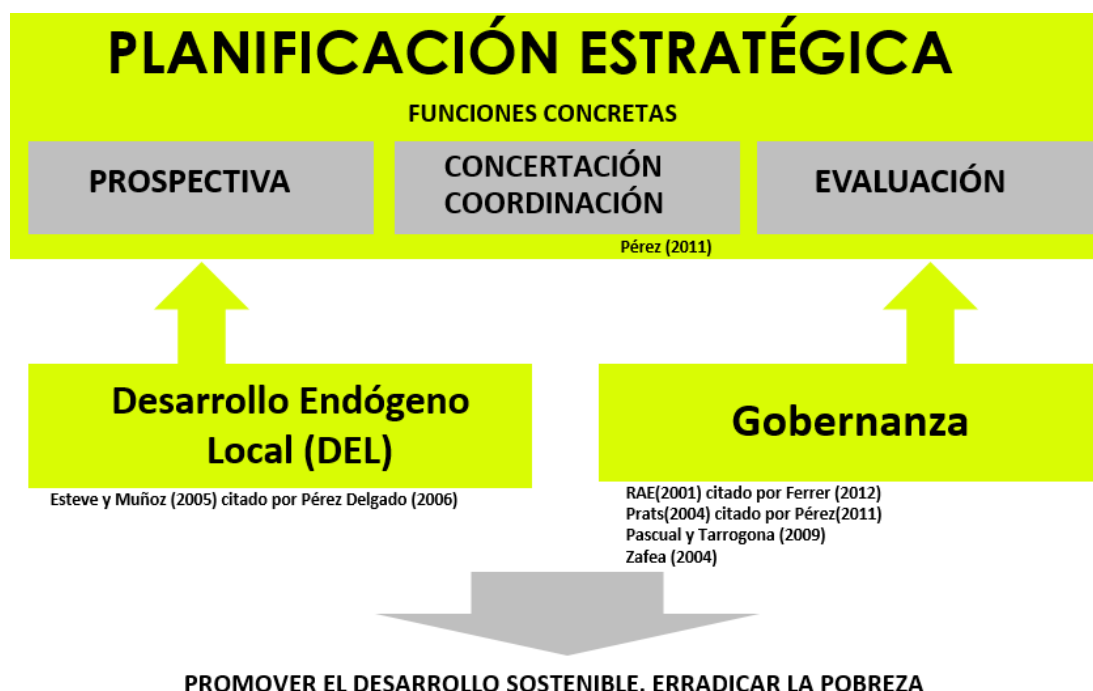 PLANIFICACIÓN ESTRATÉGICA
FUNCIONES CONCRETAS
PROSPECTIVA
CONCERTACIÓN
COORDINACIÓN
EVALUACIÓN
Pérez (2011)
Desarrollo Endógeno
Local (DEL)
Esteve y Muñoz (2005) citado por Pérez Delgado (2006)
Gobernanza
RAE(2001) citado por Ferrer (2012)
Prats(2004) citado por Pérez(2011)
Pascual y Tarrogona (2009)
Zafea (2004)
PROMOVER EL DESARROLLO SOSTENIBLE, ERRADICAR LA POBREZA